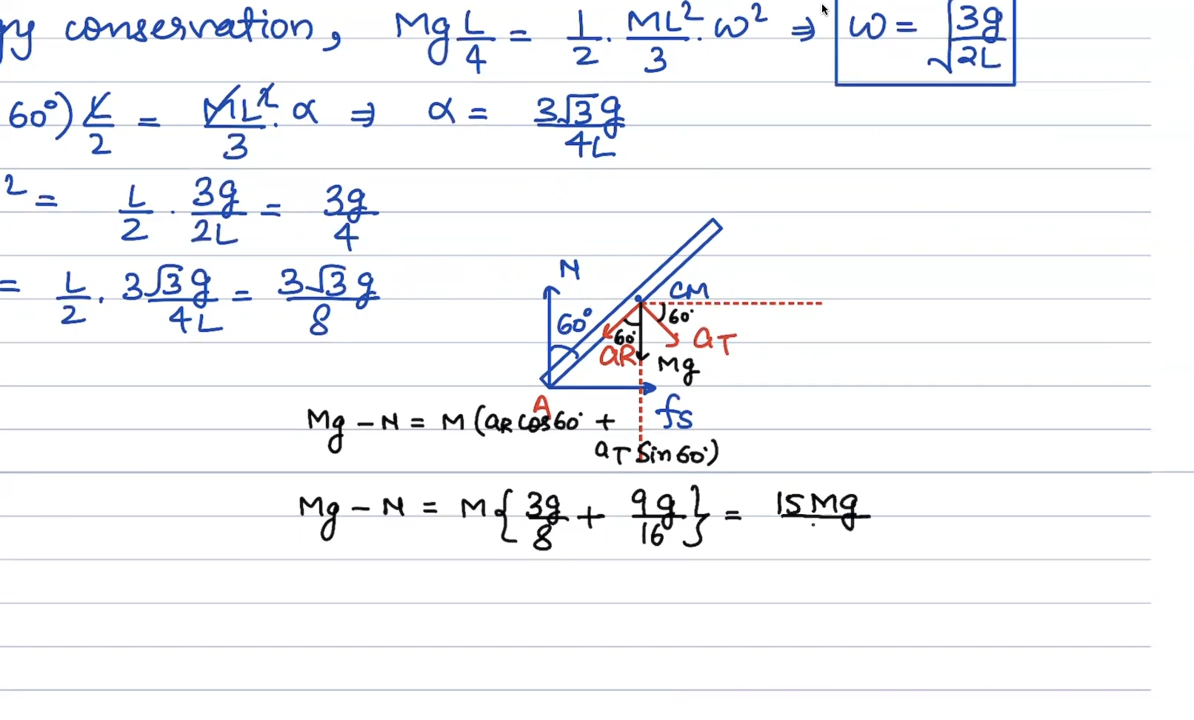 gy conservation, Mg L/4 = 1/2 . ML²/3 . ω² ⇒ ω = √(3g/2L)
60°) L/2 = ML²/3 . α ⇒ α = 3√3g/4L
² = L/2 . 3g/2L = 3g/4
= L/2 . 3√3g/4L = 3√3g/8
N
CM
60°
60°
60°
aR
aT
Mg
A
fs
Mg - N = M (aR cos60° +
aT sin60°)
Mg - N = M { 3g/8 + 9g/16 } = 15Mg